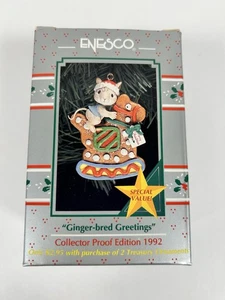 ENESCO
SPECIAL
VALUE!
"Ginger-bred Greetings"
Collector Proof Edition 1992
with purchase of 2 Treasury